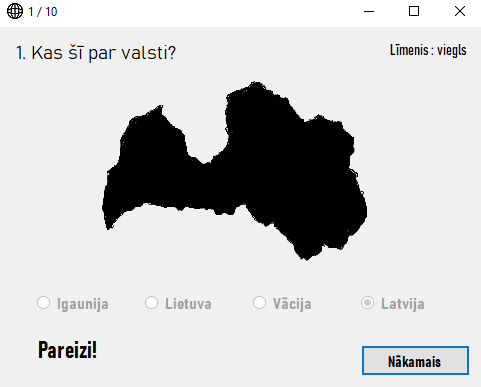 1 / 10
1. Kas šī par valsti?
Līmenis : viegls
Igaunija
Lietuva
Vācija
Latvija
Pareizi!
Nākamais